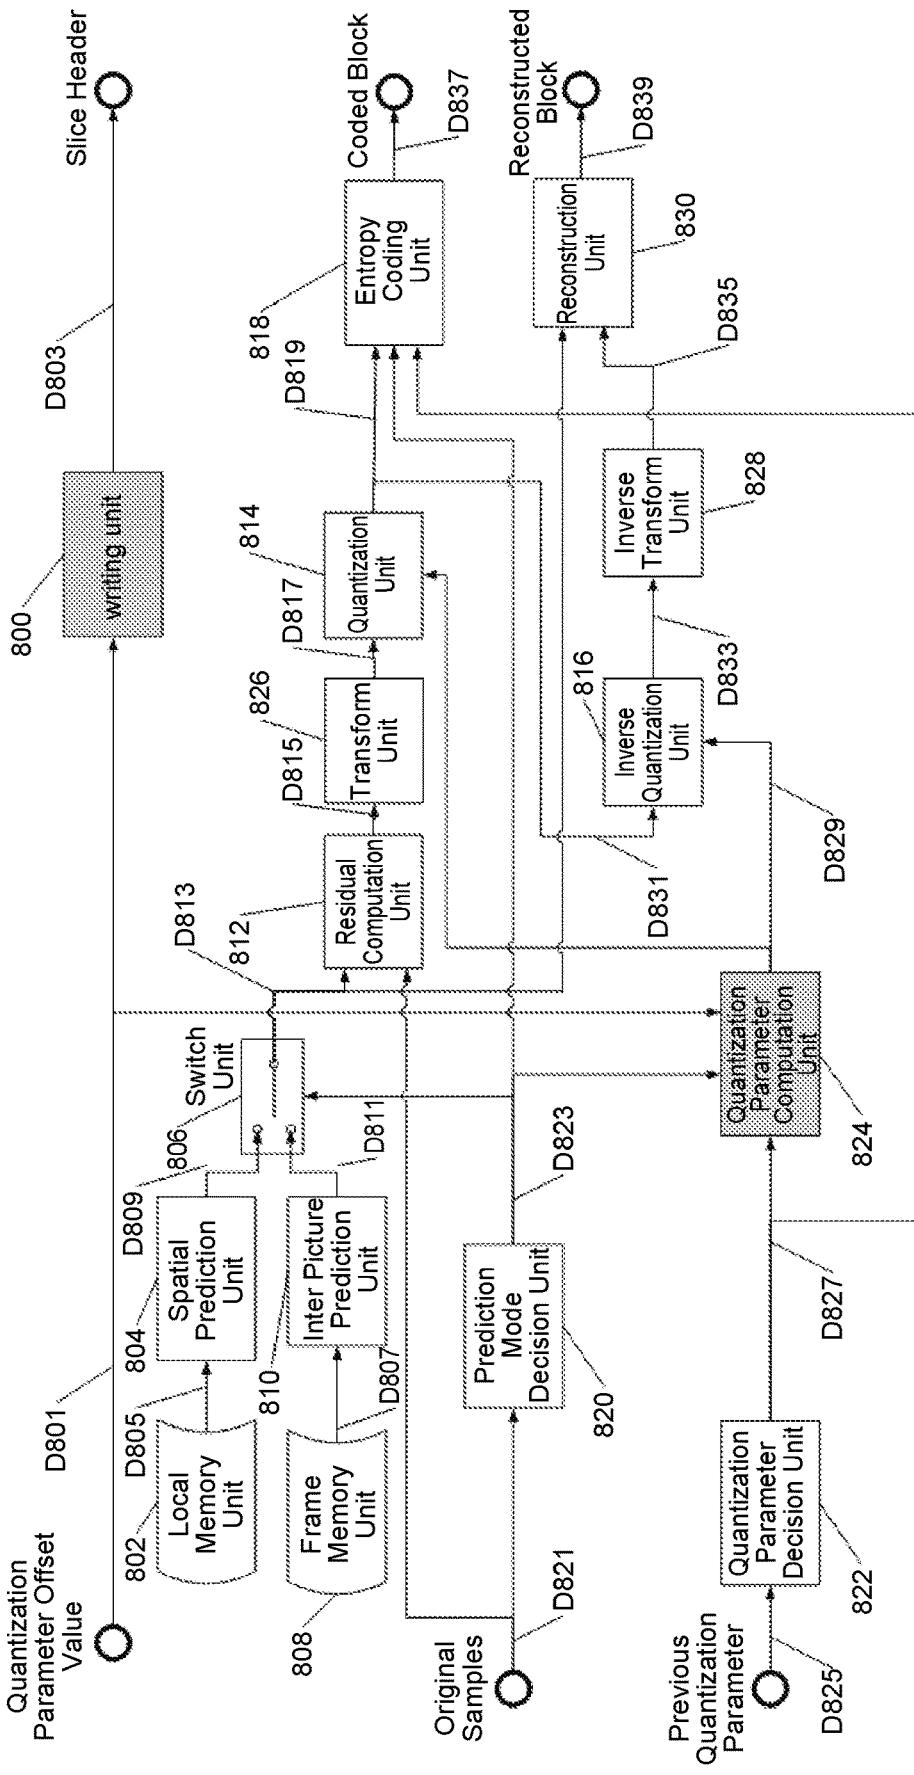 Quantization
Parameter Offset
Value
D801
800
writing unit
D803
Slice Header
802
Local
Memory
Unit
D805
804
Spatial
Prediction
Unit
D809
806
Switch
Unit
D813
808
Frame
Memory
Unit
D807
810
Inter Picture
Prediction
Unit
D811
812
Residual
Computation
Unit
D815
826
Transform
Unit
D817
814
Quantization
Unit
D819
818
Entropy
Coding
Unit
Coded Block
D837
Original
Samples
D821
820
Prediction
Mode
Decision Unit
D823
D831
816
Inverse
Quantization
Unit
D833
Inverse
Transform
Unit
828
D835
Reconstruction
Unit
830
Reconstructed
Block
D839
Previous
Quantization
Parameter
D825
822
Quantization
Parameter
Decision Unit
D827
824
Quantization
Parameter
Computation
Unit
D829